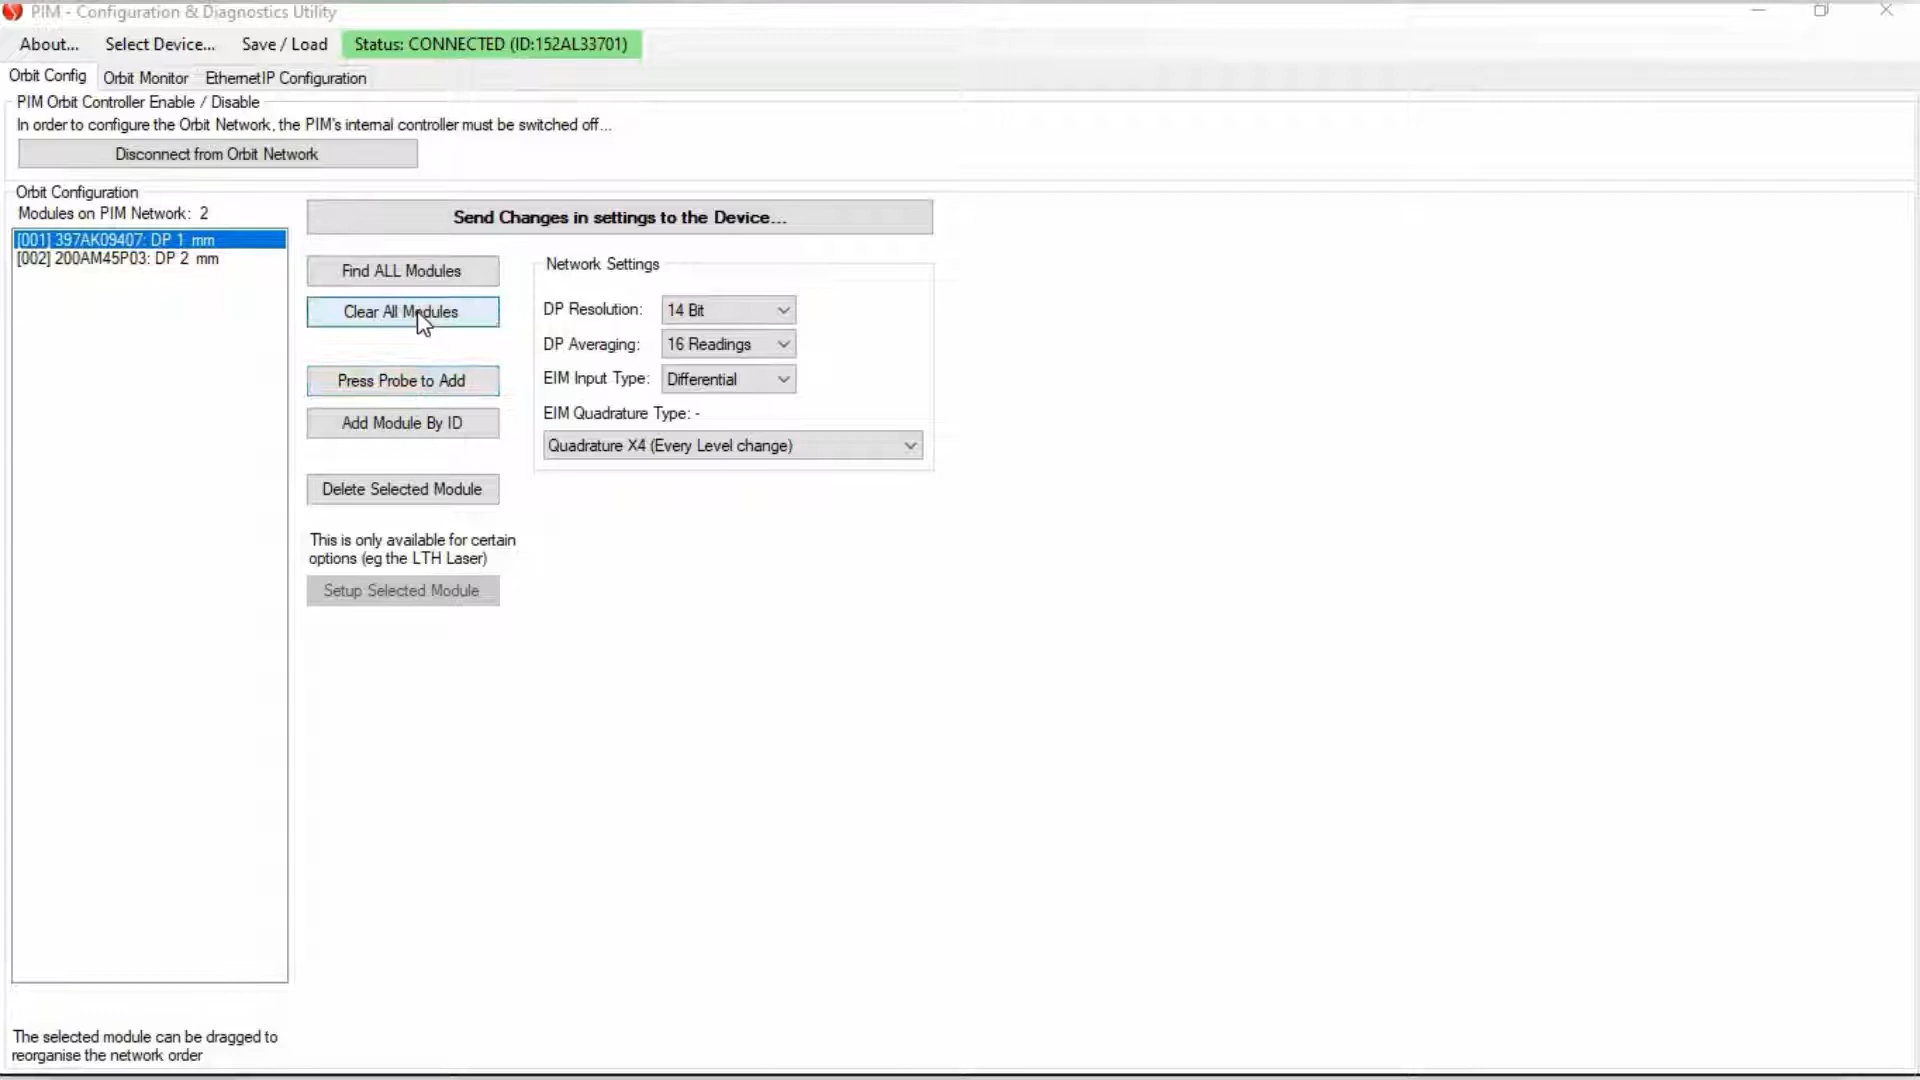 PIM - Configuration & Diagnostics Utility
About... Select Device... Save / Load Status: CONNECTED (ID:152AL33701)
Orbit Config Orbit Monitor EthernetIP Configuration
PIM Orbit Controller Enable / Disable
In order to configure the Orbit Network, the PIM's internal controller must be switched off...
Disconnect from Orbit Network
Orbit Configuration
Modules on PIM Network: 2
[001] 397AK09407: DP 1 mm
[002] 200AM45P03: DP 2 mm
Send Changes in settings to the Device...
Find ALL Modules
Clear All Modules
Press Probe to Add
Add Module By ID
Delete Selected Module
This is only available for certain
options (eg the LTH Laser)
Setup Selected Module
Network Settings
DP Resolution: 14 Bit
DP Averaging: 16 Readings
EIM Input Type: Differential
EIM Quadrature Type: -
Quadrature X4 (Every Level change)
The selected module can be dragged to
reorganise the network order